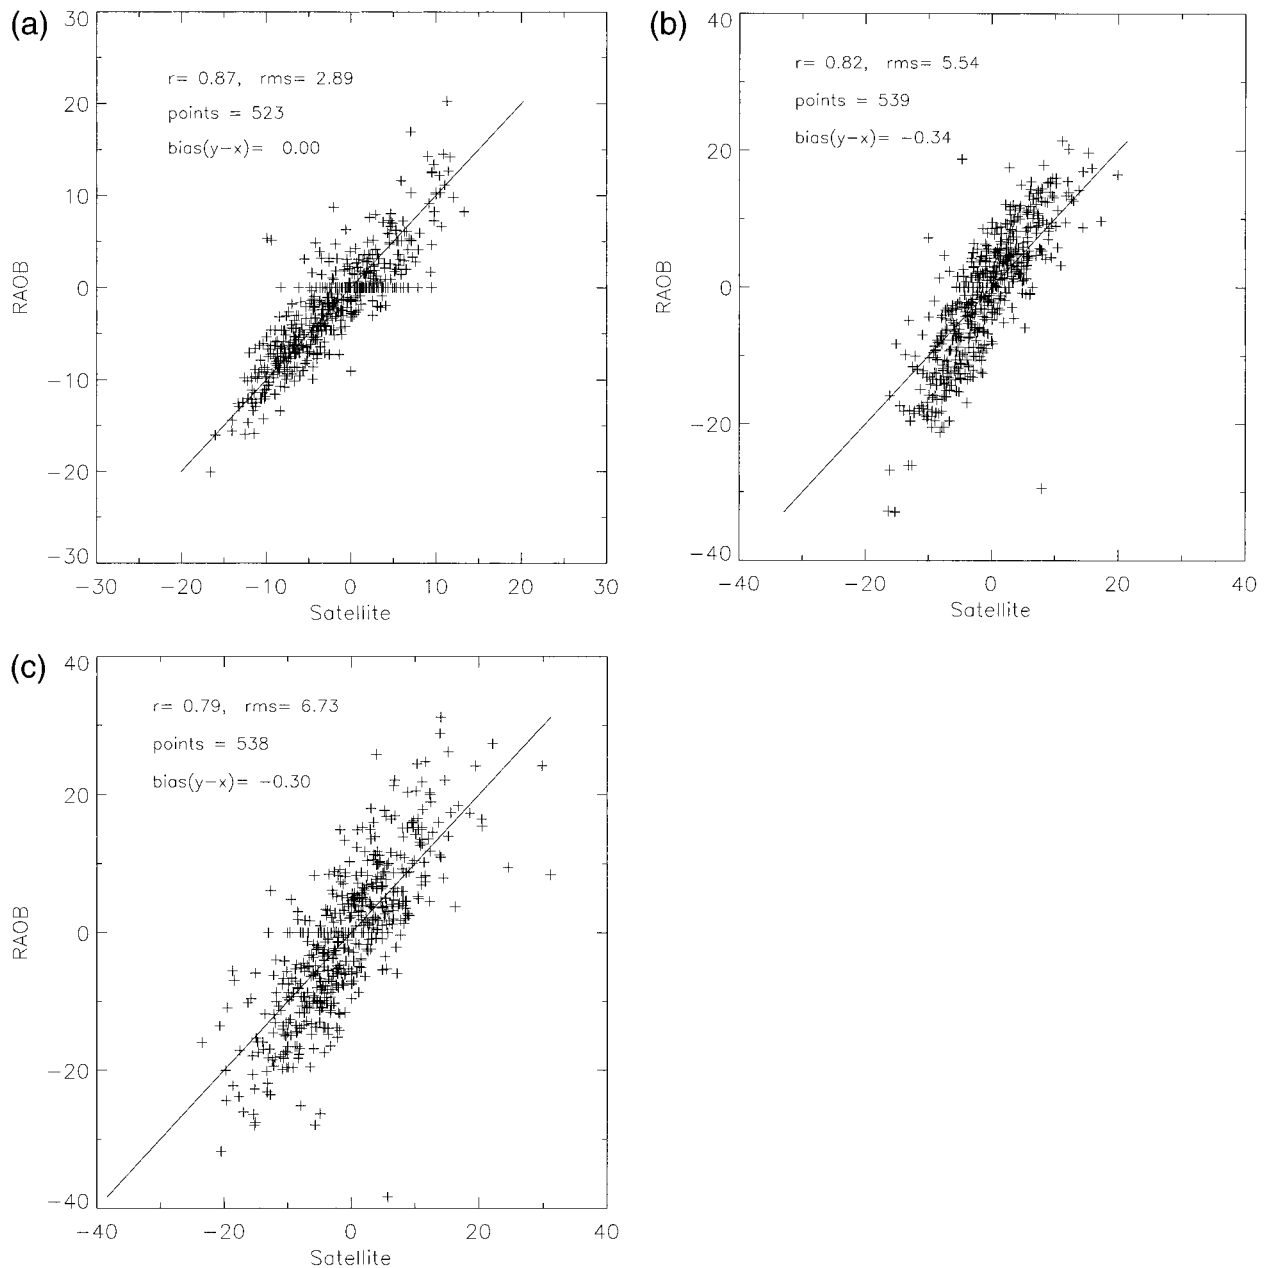 (a)
30
20
10
0
−10
−20
−30
RAOB
r= 0.87, rms= 2.89
points = 523
bias(y−x)= 0.00
−30 −20 −10 0 10 20 30
Satellite
(b)
40
20
0
−20
−40
RAOB
r= 0.82, rms= 5.54
points = 539
bias(y−x)= −0.34
−40 −20 0 20 40
Satellite
(c)
40
20
0
−20
−40
RAOB
r= 0.79, rms= 6.73
points = 538
bias(y−x)= −0.30
−40 −20 0 20 40
Satellite